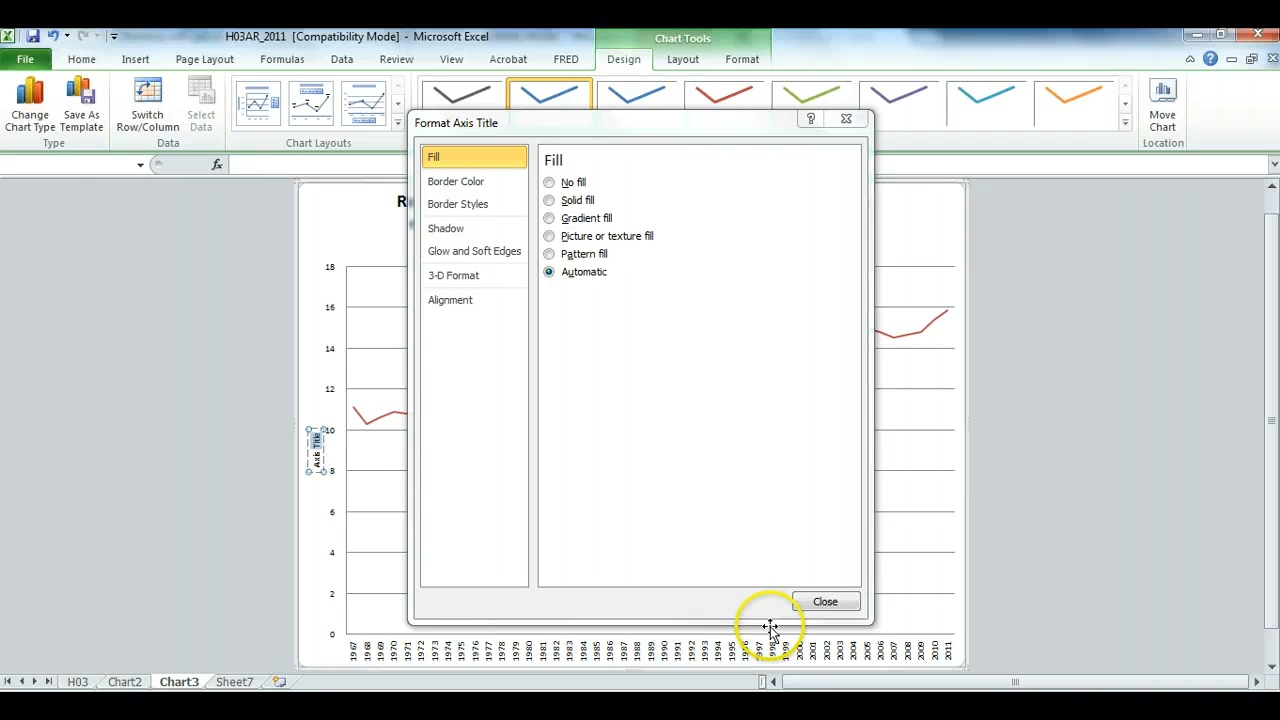 H03AR_2011 [Compatibility Mode] - Microsoft Excel
Chart Tools
File Home Insert Page Layout Formulas Data Review View Acrobat FRED Design Layout Format
Change Chart Type
Save As Template
Switch Row/Column
Select Data
Move Chart
Type Data Chart Layouts Location
fx
Format Axis Title
Fill
Border Color
Border Styles
Shadow
Glow and Soft Edges
3-D Format
Alignment
Fill
No fill
Solid fill
Gradient fill
Picture or texture fill
Pattern fill
Automatic
Close
R
18
16
14
12
10
8
6
4
2
0
Axis Title
1967 1968 1969 1970 1971 1972 1973 1974 1975 1976 1977 1978 1979 1980 1981 1982 1983 1984 1985 1986 1987 1988 1989 1990 1991 1992 1993 1994 1995 1996 1997 1998 1999 2000 2001 2002 2003 2004 2005 2006 2007 2008 2009 2010 2011
H03 Chart2 Chart3 Sheet7